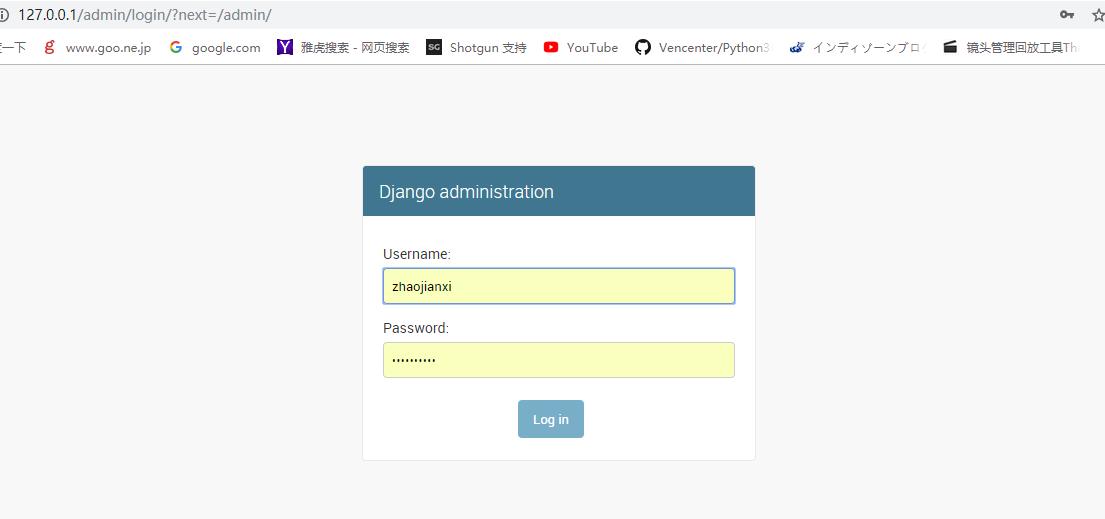 127.0.0.1/admin/login/?next=/admin/
一下 www.goo.ne.jp google.com 雅虎搜索 - 网页搜索 SG Shotgun 支持 YouTube Vencenter/Python3 インディゾーンブログ 镜头管理回放工具Th
Django administration
Username:
zhaojianxi
Password:
••••••••••
Log in